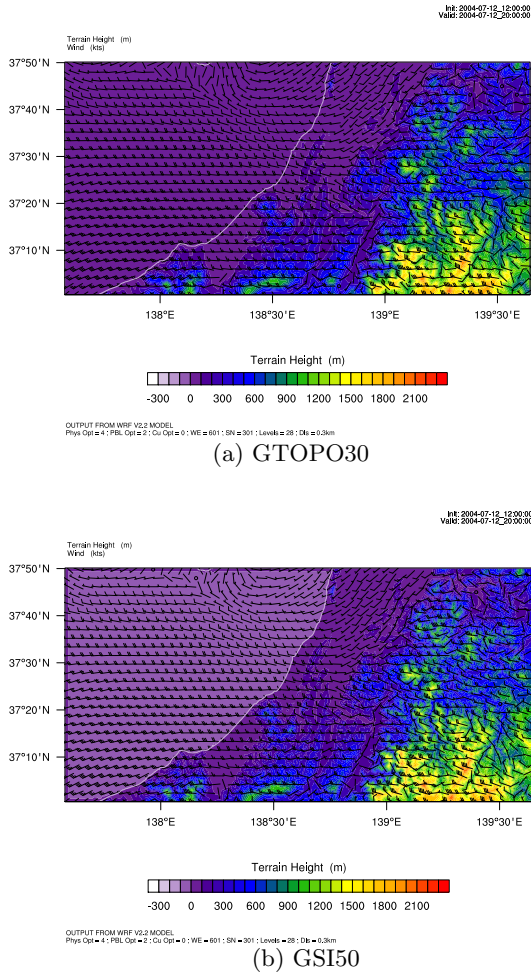 Init: 2004-07-12_12:00:00
Valid: 2004-07-12_20:00:00
Terrain Height (m)
Wind (kts)
37°50'N
37°40'N
37°30'N
37°20'N
37°10'N
138°E 138°30'E 139°E 139°30'E
Terrain Height (m)
-300 0 300 600 900 1200 1500 1800 2100
OUTPUT FROM WRF V2.2 MODEL
Phys Opt = 4 ; PBL Opt = 2 ; Cu Opt = 0 ; WE = 601 ; SN = 301 ; Levels = 28 ; Dis = 0.3km
(a) GTOPO30
Init: 2004-07-12_12:00:00
Valid: 2004-07-12_20:00:00
Terrain Height (m)
Wind (kts)
37°50'N
37°40'N
37°30'N
37°20'N
37°10'N
138°E 138°30'E 139°E 139°30'E
Terrain Height (m)
-300 0 300 600 900 1200 1500 1800 2100
OUTPUT FROM WRF V2.2 MODEL
Phys Opt = 4 ; PBL Opt = 2 ; Cu Opt = 0 ; WE = 601 ; SN = 301 ; Levels = 28 ; Dis = 0.3km
(b) GSI50